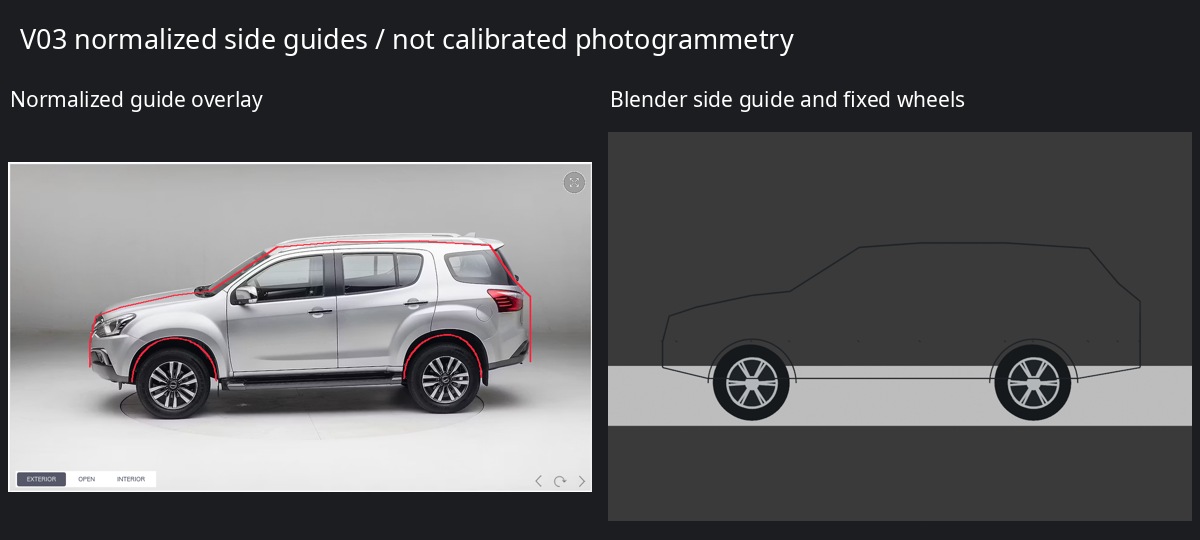 V03 normalized side guides / not calibrated photogrammetry
Normalized guide overlay
Blender side guide and fixed wheels
EXTERIOR
OPEN
INTERIOR